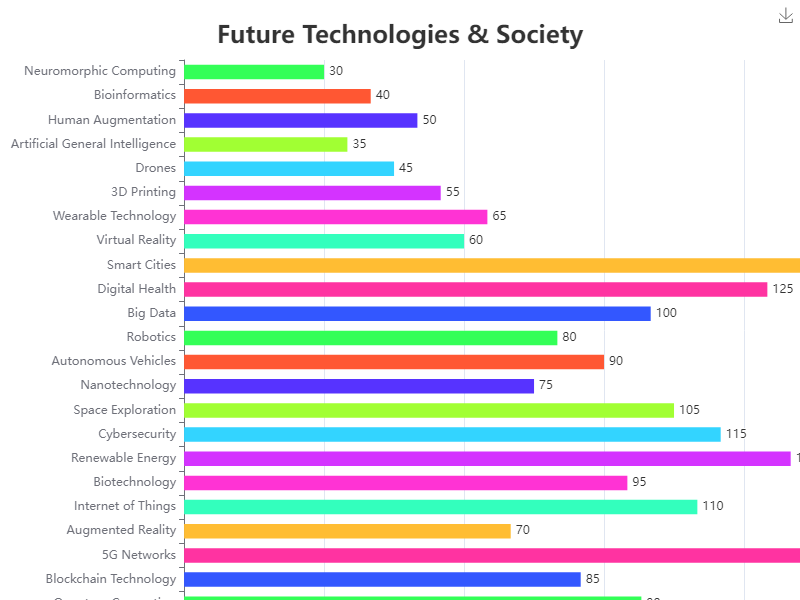 Future Technologies & Society
Neuromorphic Computing 30
Bioinformatics 40
Human Augmentation 50
Artificial General Intelligence 35
Drones 45
3D Printing 55
Wearable Technology 65
Virtual Reality 60
Smart Cities
Digital Health 125
Big Data 100
Robotics 80
Autonomous Vehicles 90
Nanotechnology 75
Space Exploration 105
Cybersecurity 115
Renewable Energy
Biotechnology 95
Internet of Things 110
Augmented Reality 70
5G Networks
Blockchain Technology 85